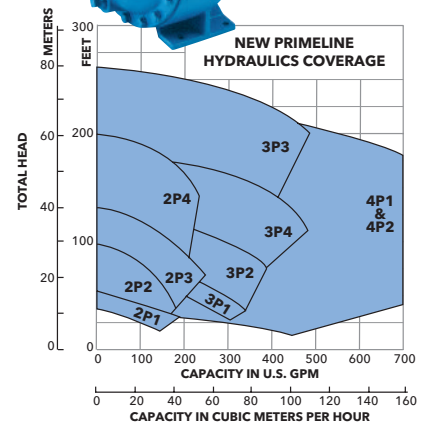 METERS
FEET
TOTAL HEAD
NEW PRIMELINE
HYDRAULICS COVERAGE
300
80
60
200
40
100
20
0
0
3P3
2P4
4P1
&
4P2
3P4
3P2
2P3
2P2
3P1
2P1
0 100 200 300 400 500 600 700
CAPACITY IN U.S. GPM
0 20 40 60 80 100 120 140 160
CAPACITY IN CUBIC METERS PER HOUR